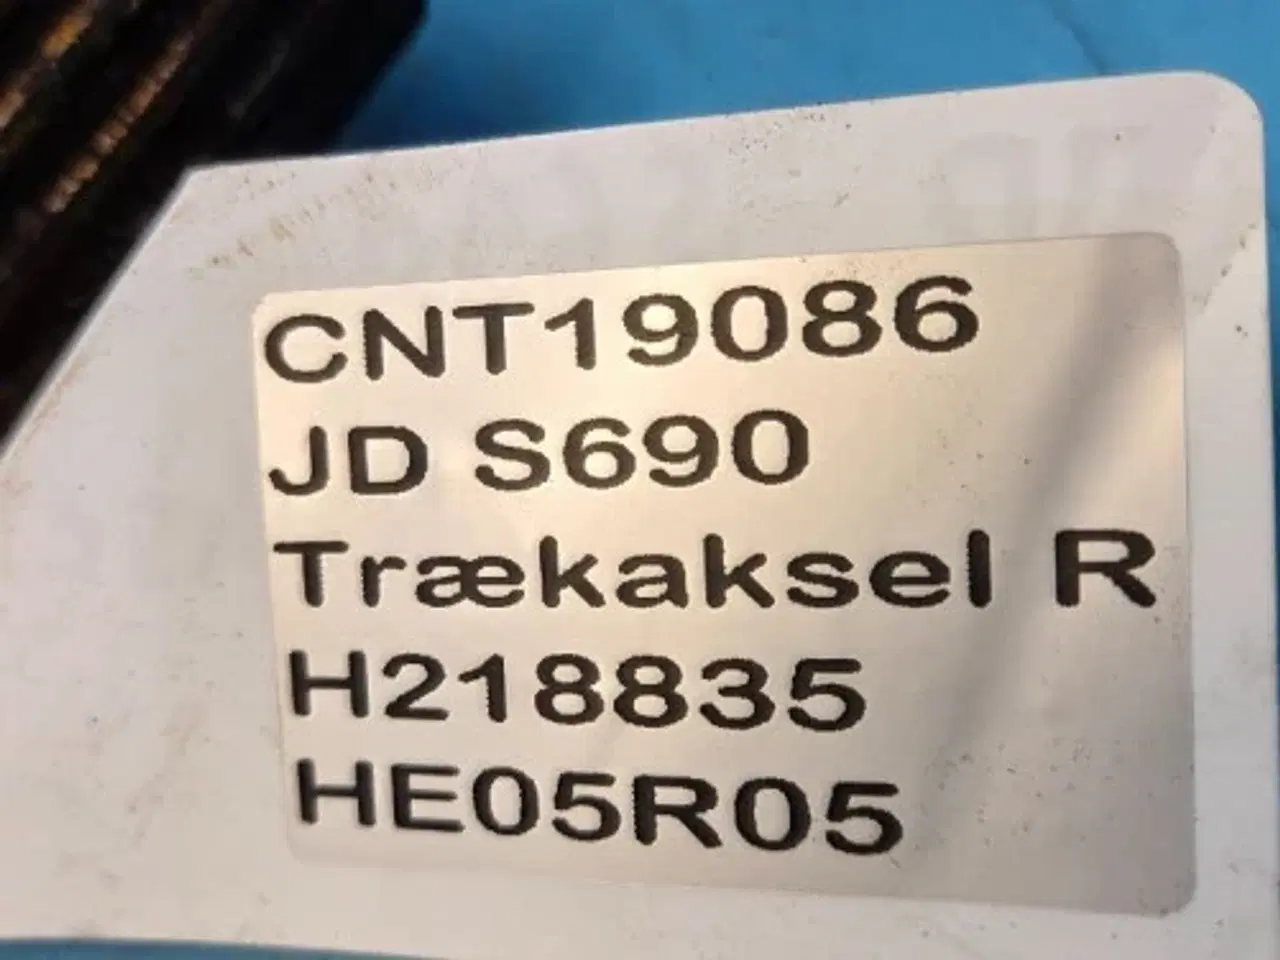 CNT19086
JD S690
Trækaksel R
H218835
HE05R05